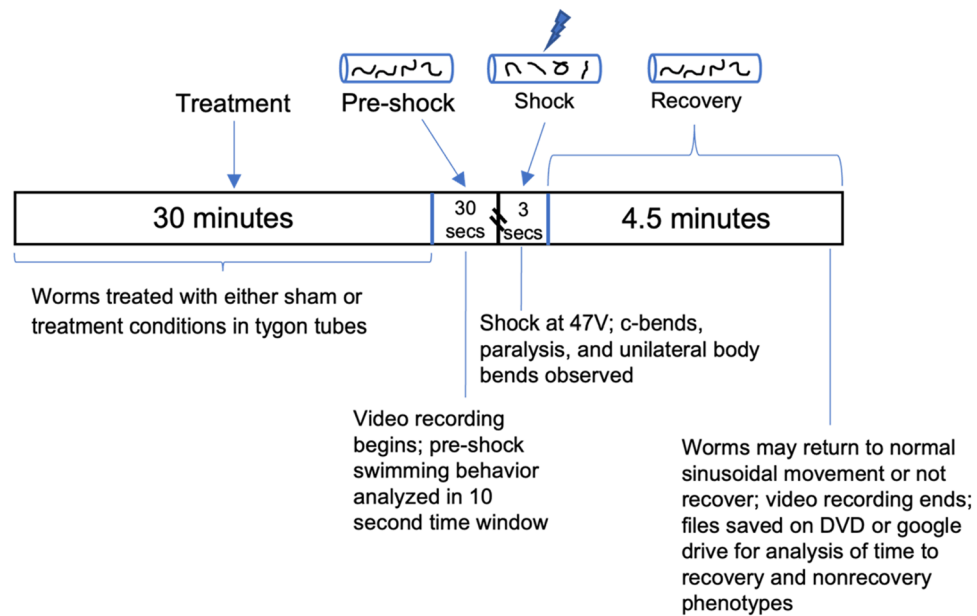 Treatment
Pre-shock
Shock
Recovery
30 minutes
30
secs
3
secs
4.5 minutes
Worms treated with either sham or
treatment conditions in tygon tubes
Shock at 47V; c-bends,
paralysis, and unilateral body
bends observed
Video recording
begins; pre-shock
swimming behavior
analyzed in 10
second time window
Worms may return to normal
sinusoidal movement or not
recover; video recording ends;
files saved on DVD or google
drive for analysis of time to
recovery and nonrecovery
phenotypes